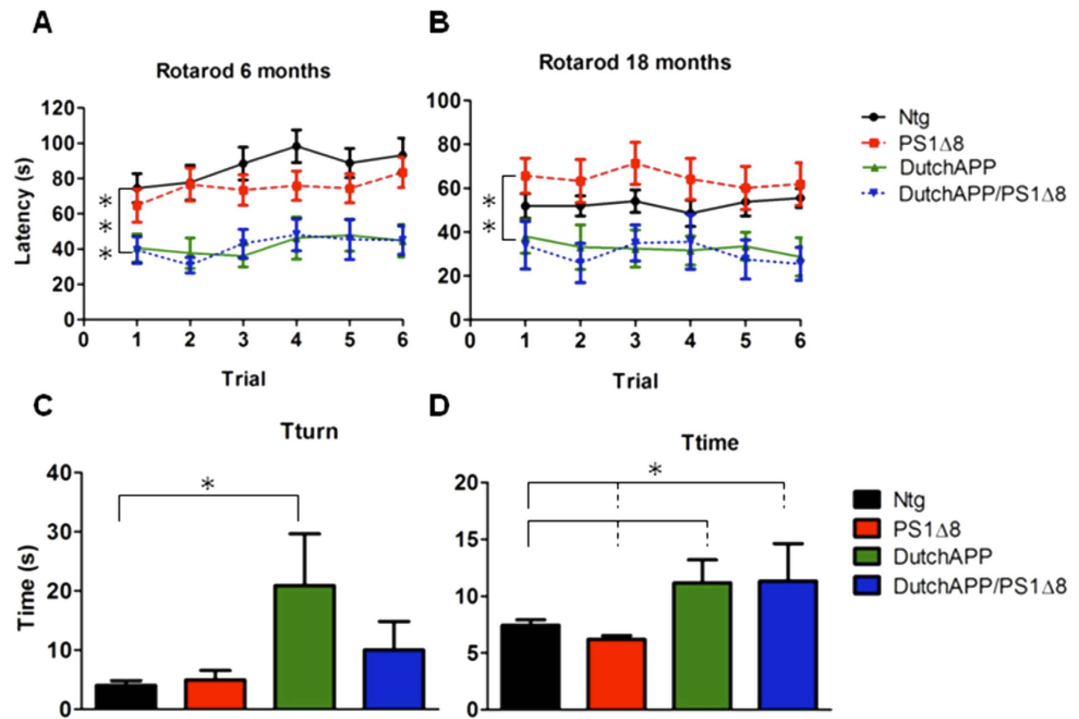 A
B
Rotarod 6 months
Rotarod 18 months
Latency (s)
120
100
80
60
40
20
0
0 1 2 3 4 5 6
Trial
***
100
80
60
40
20
0
0 1 2 3 4 5 6
Trial
**
Ntg
PS1Δ8
DutchAPP
DutchAPP/PS1Δ8
C
D
Tturn
Ttime
Time (s)
40
30
20
10
0
*
20
15
10
5
0
*
Ntg
PS1Δ8
DutchAPP
DutchAPP/PS1Δ8